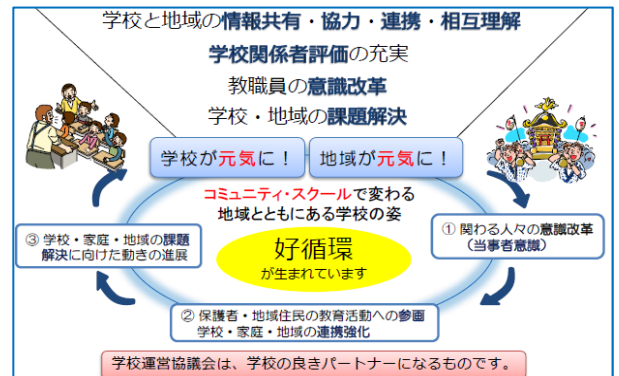 学校と地域の情報共有・協力・連携・相互理解
学校関係者評価の充実
教職員の意識改革
学校・地域の課題解決
学校が元気に！
地域が元気に！
コミュニティ・スクールで変わる
地域とともにある学校の姿
好循環
が生まれています
① 関わる人々の意識改革
（当事者意識）
② 保護者・地域住民の教育活動への参画
学校・家庭・地域の連携強化
③ 学校・家庭・地域の課題
解決に向けた動きの進展
学校運営協議会は、学校の良きパートナーになるものです。